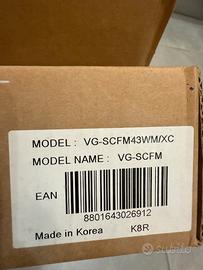 MODEL : VG-SCFM43WM/XC
MODEL NAME : VG-SCFM
EAN
8801643026912
Made in Korea K8R
subito